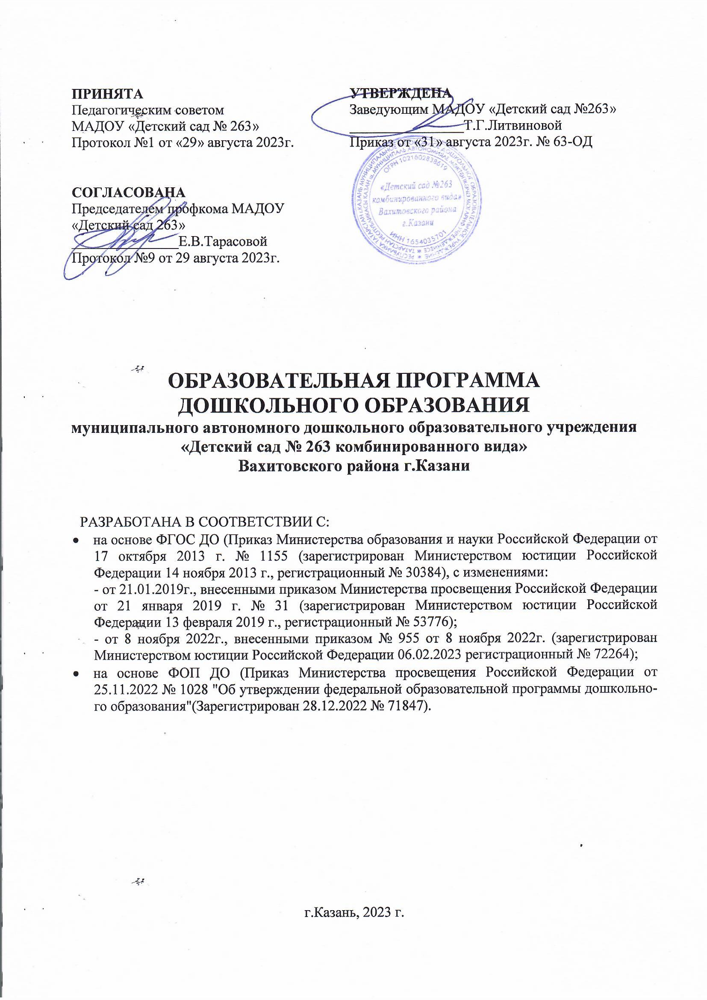 ПРИНЯТА
Педагогическим советом
МАДОУ «Детский сад № 263»
Протокол №1 от «29» августа 2023г.
УТВЕРЖДЕНА
Заведующим МАДОУ «Детский сад №263»
_______________Т.Г.Литвиновой
Приказ от «31» августа 2023г. № 63-ОД
СОГЛАСОВАНА
Председателем профкома МАДОУ
«Детский сад 263»
______________Е.В.Тарасовой
Протокол №9 от 29 августа 2023г.
ОГРН 1021602838619
«Детский сад №263
комбинированного вида»
Вахитовского района
г.Казани
ИНН 1654035701
ОБРАЗОВАТЕЛЬНАЯ ПРОГРАММА
ДОШКОЛЬНОГО ОБРАЗОВАНИЯ
муниципального автономного дошкольного образовательного учреждения
«Детский сад № 263 комбинированного вида»
Вахитовского района г.Казани
РАЗРАБОТАНА В СООТВЕТСТВИИ С:
• на основе ФГОС ДО (Приказ Министерства образования и науки Российской Федерации от
17 октября 2013 г. № 1155 (зарегистрирован Министерством юстиции Российской
Федерации 14 ноября 2013 г., регистрационный № 30384), с изменениями:
- от 21.01.2019г., внесенными приказом Министерства просвещения Российской Федерации
от 21 января 2019 г. № 31 (зарегистрирован Министерством юстиции Российской
Федерации 13 февраля 2019 г., регистрационный № 53776);
- от 8 ноября 2022г., внесенными приказом № 955 от 8 ноября 2022г. (зарегистрирован
Министерством юстиции Российской Федерации 06.02.2023 регистрационный № 72264);
• на основе ФОП ДО (Приказ Министерства просвещения Российской Федерации от
25.11.2022 № 1028 "Об утверждении федеральной образовательной программы дошкольно-
го образования"(Зарегистрирован 28.12.2022 № 71847).
г.Казань, 2023 г.